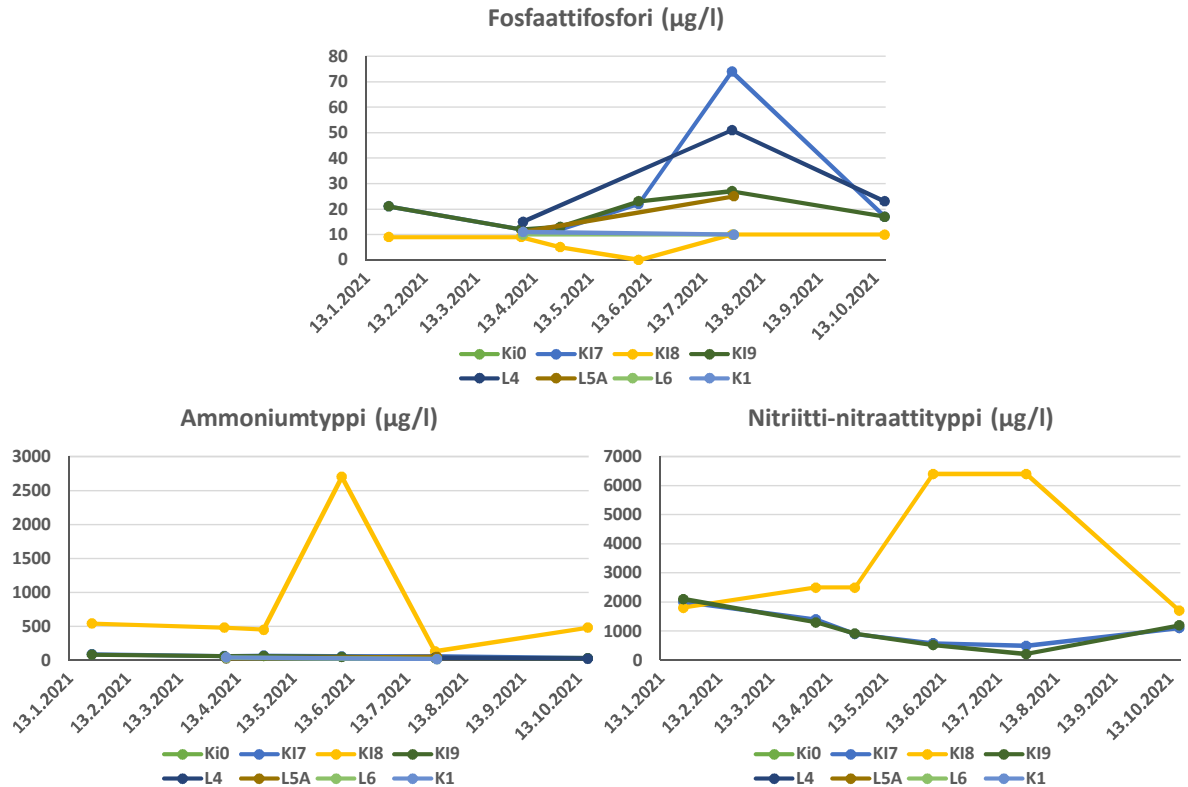 Fosfaattifosfori (µg/l)
80
70
60
50
40
30
20
10
0
13.1.2021 13.2.2021 13.3.2021 13.4.2021 13.5.2021 13.6.2021 13.7.2021 13.8.2021 13.9.2021 13.10.2021
Ki0 KI7 KI8 KI9
L4 L5A L6 K1
Ammoniumtyppi (µg/l)
3000
2500
2000
1500
1000
500
0
13.1.2021 13.2.2021 13.3.2021 13.4.2021 13.5.2021 13.6.2021 13.7.2021 13.8.2021 13.9.2021 13.10.2021
Ki0 KI7 KI8 KI9
L4 L5A L6 K1
Nitriitti-nitraattityppi (µg/l)
7000
6000
5000
4000
3000
2000
1000
0
13.1.2021 13.2.2021 13.3.2021 13.4.2021 13.5.2021 13.6.2021 13.7.2021 13.8.2021 13.9.2021 13.10.2021
Ki0 KI7 KI8 KI9
L4 L5A L6 K1